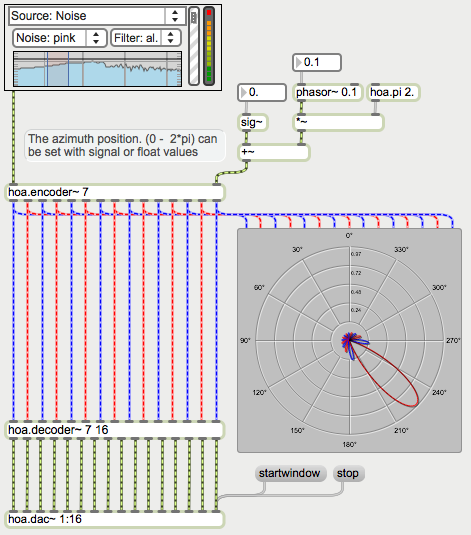 Source: Noise
Noise: pink
Filter: al.
0.1
0.
phasor~ 0.1
hoa.pi 2.
sig~
*~
The azimuth position. (0 - 2*pi) can
be set with signal or float values
+~
hoa.encoder~ 7
0°
30°
330°
0.97
0.72
60°
300°
0.48
0.24
90°
270°
120°
240°
150°
210°
180°
hoa.decoder~ 7 16
startwindow
stop
hoa.dac~ 1:16